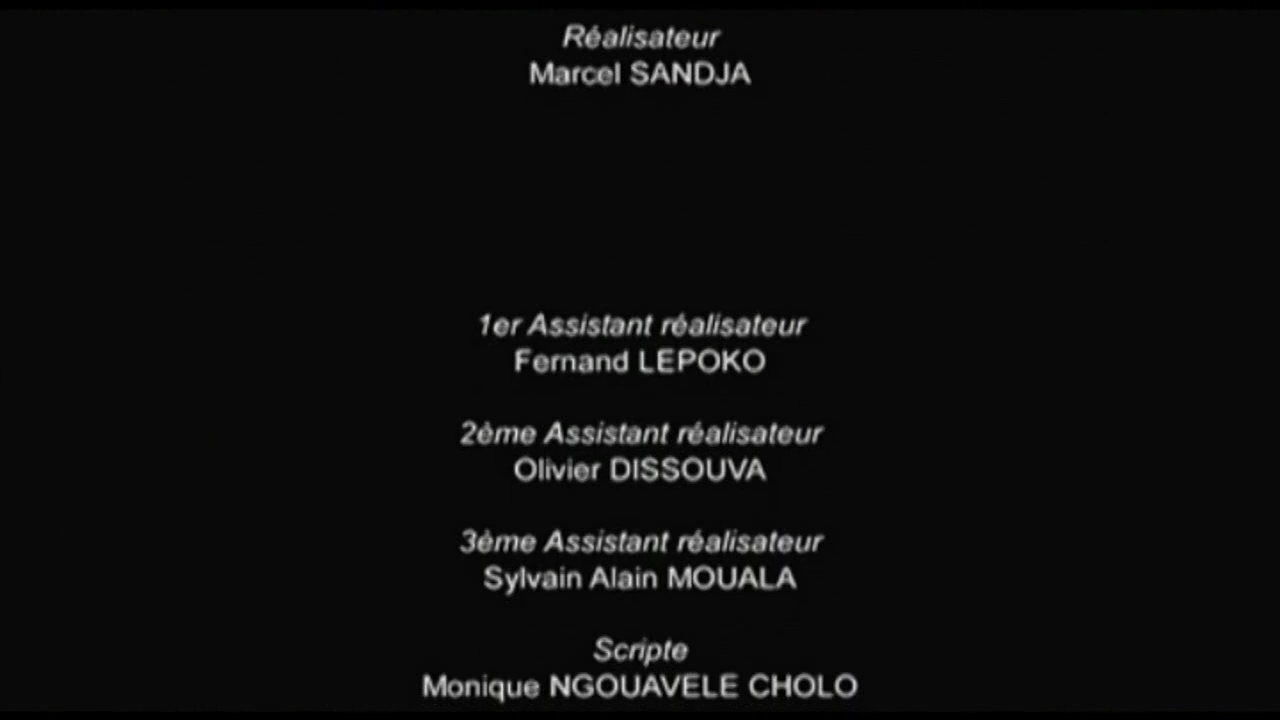 Réalisateur
Marcel SANDJA
1er Assistant réalisateur
Fernand LEPOKO
2ème Assistant réalisateur
Olivier DISSOUVA
3ème Assistant réalisateur
Sylvain Alain MOUALA
Scripte
Monique NGOUAVELE CHOLO